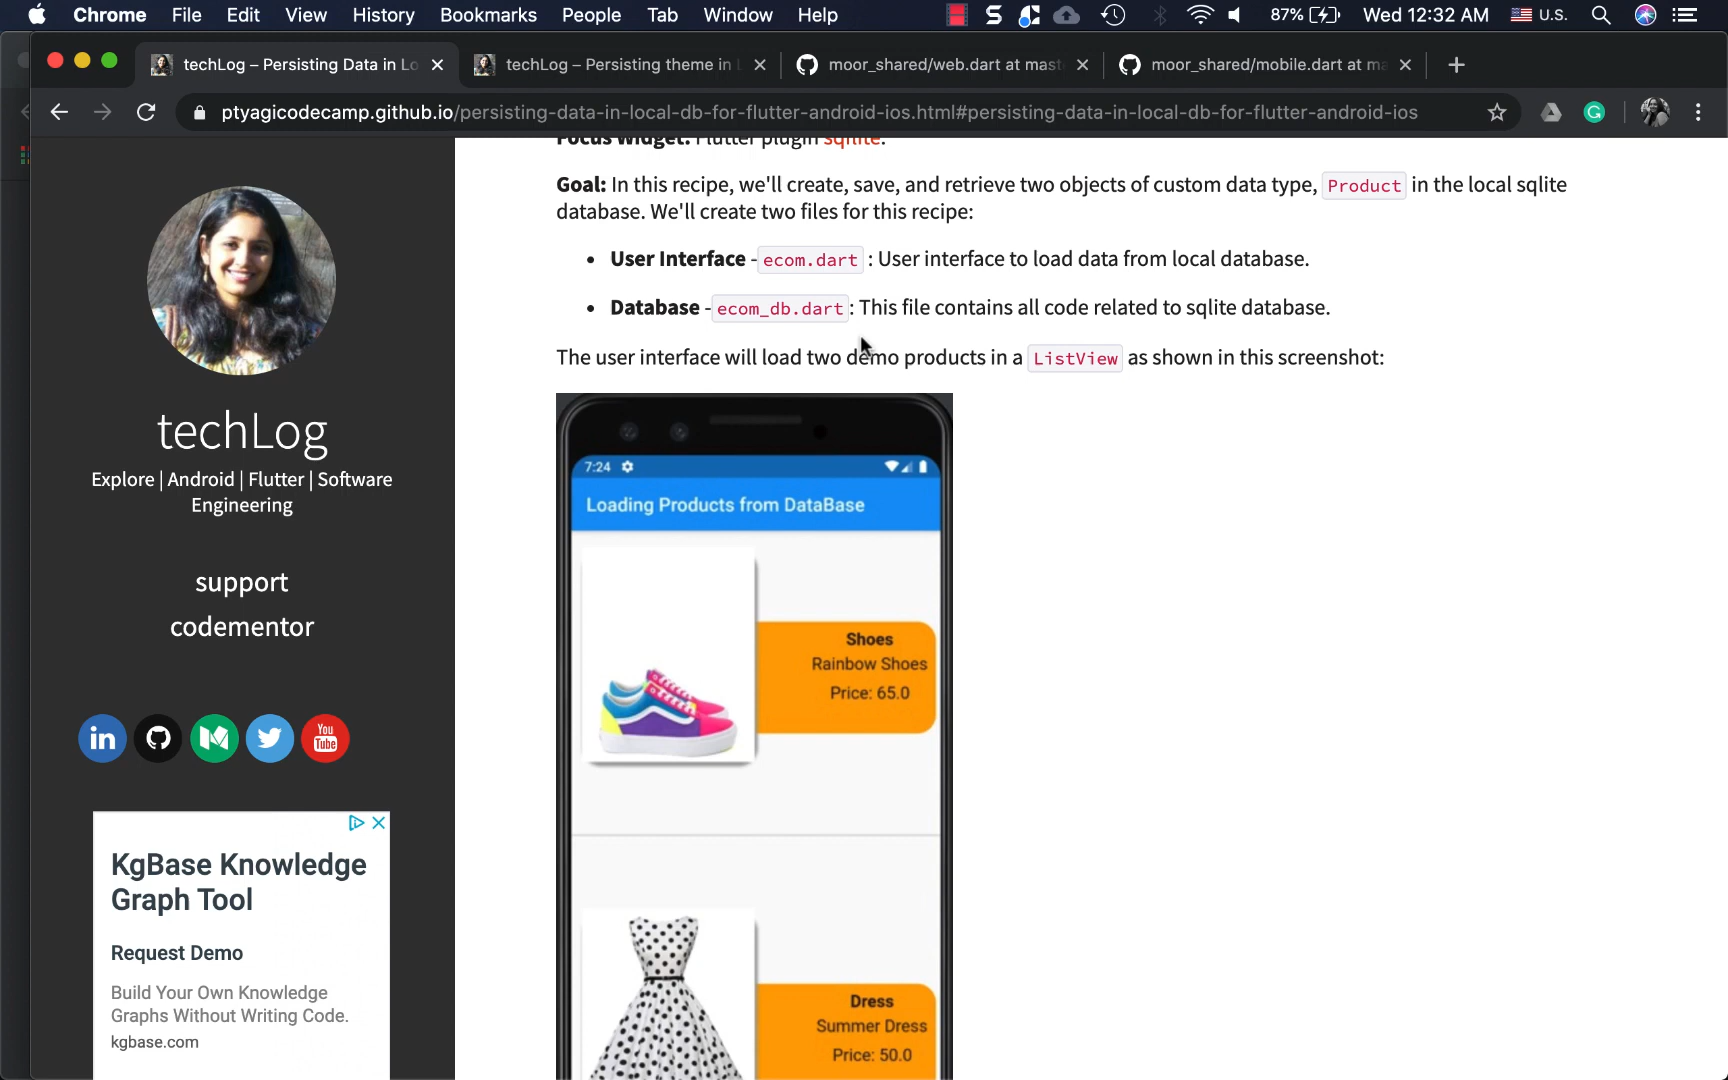 Chrome File Edit View History Bookmarks People Tab Window Help 87% Wed 12:32 AM U.S.
techLog – Persisting Data in Lo techLog – Persisting theme in moor_shared/web.dart at mast moor_shared/mobile.dart at ma
ptyagicodecamp.github.io/persisting-data-in-local-db-for-flutter-android-ios.html#persisting-data-in-local-db-for-flutter-android-ios
Focus Widget: Flutter plugin sqflite.
Goal: In this recipe, we'll create, save, and retrieve two objects of custom data type, Product in the local sqlite
database. We'll create two files for this recipe:
• User Interface - ecom.dart : User interface to load data from local database.
• Database - ecom_db.dart : This file contains all code related to sqlite database.
The user interface will load two demo products in a ListView as shown in this screenshot:
7:24
Loading Products from DataBase
Shoes
Rainbow Shoes
Price: 65.0
Dress
Summer Dress
Price: 50.0
techLog
Explore | Android | Flutter | Software
Engineering
support
codementor
in
You
Tube
KgBase Knowledge
Graph Tool
Request Demo
Build Your Own Knowledge
Graphs Without Writing Code.
kgbase.com